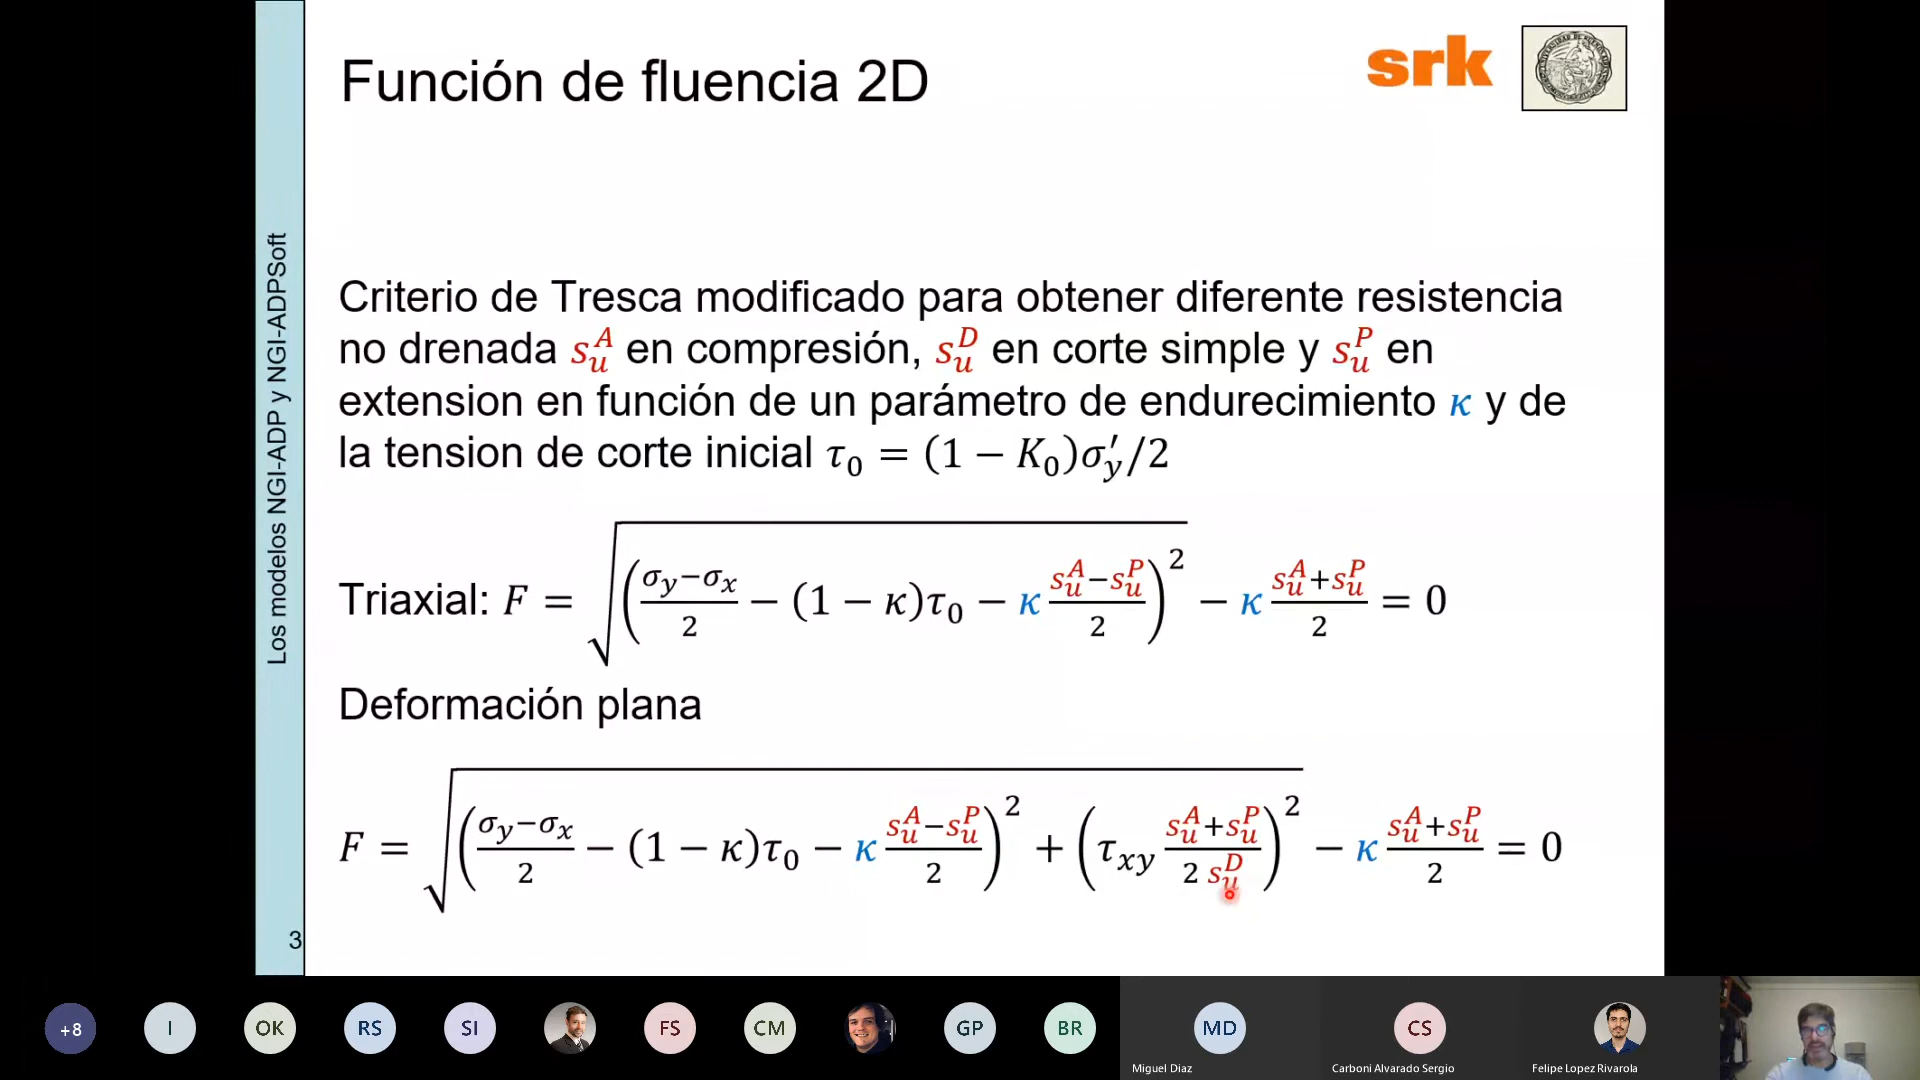 Función de fluencia 2D
srk
Los modelos NGI-ADP y NGI-ADPSoft
Criterio de Tresca modificado para obtener diferente resistencia
no drenada s_u^A en compresión, s_u^D en corte simple y s_u^P en
extension en función de un parámetro de endurecimiento κ y de
la tension de corte inicial τ_0 = (1 − K_0)σ'_y/2
Triaxial: F = √((σ_y−σ_x)/2 − (1 − κ)τ_0 − κ (s_u^A−s_u^P)/2)^2 − κ (s_u^A+s_u^P)/2 = 0
Deformación plana
F = √(((σ_y−σ_x)/2 − (1 − κ)τ_0 − κ (s_u^A−s_u^P)/2)^2 + (τ_xy (s_u^A+s_u^P)/(2 s_u^D))^2) − κ (s_u^A+s_u^P)/2 = 0
3
+8
I
OK
RS
SI
FS
CM
GP
BR
MD
CS
Miguel Diaz
Carboni Alvarado Sergio
Felipe Lopez Rivarola